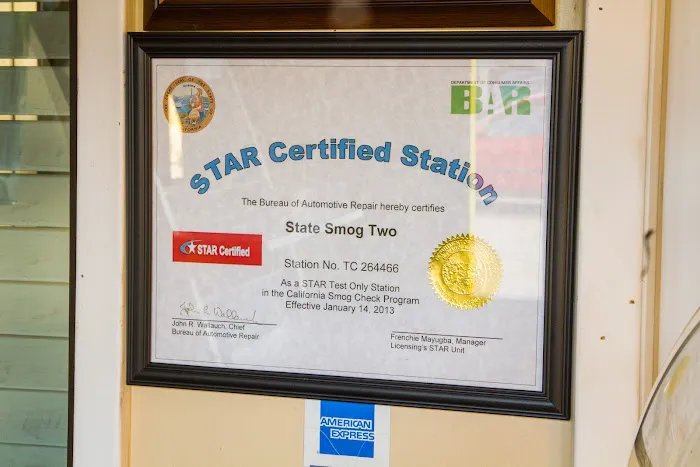 DEPARTMENT OF CONSUMER AFFAIRS
BAR
STAR Certified Station
The Bureau of Automotive Repair hereby certifies
State Smog Two
STAR Certified
Station No. TC 264466
As a STAR Test Only Station
in the California Smog Check Program
Effective January 14, 2013
John R. Wallauch, Chief
Bureau of Automotive Repair
Frenchie Mayugba, Manager
Licensing's STAR Unit
AMERICAN
EXPRESS